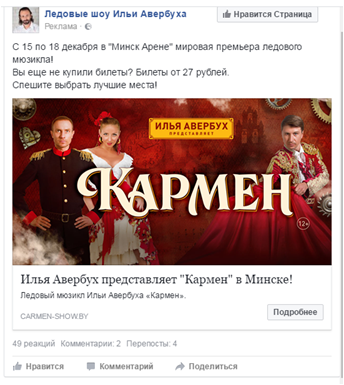 Ледовые шоу Ильи Авербуха
Нравится Страница
Реклама ·
С 15 по 18 декабря в "Минск Арене" мировая премьера ледового
мюзикла!
Вы еще не купили билеты? Билеты от 27 рублей.
Спешите выбрать лучшие места!
ИЛЬЯ АВЕРБУХ
ПРЕДСТАВЛЯЕТ
КАРМЕН
12+
Илья Авербух представляет "Кармен" в Минске!
Ледовый мюзикл Ильи Авербуха «Кармен».
CARMEN-SHOW.BY
Подробнее
49 реакций Комментарии: 2 Перепосты: 4
Нравится Комментарий Поделиться